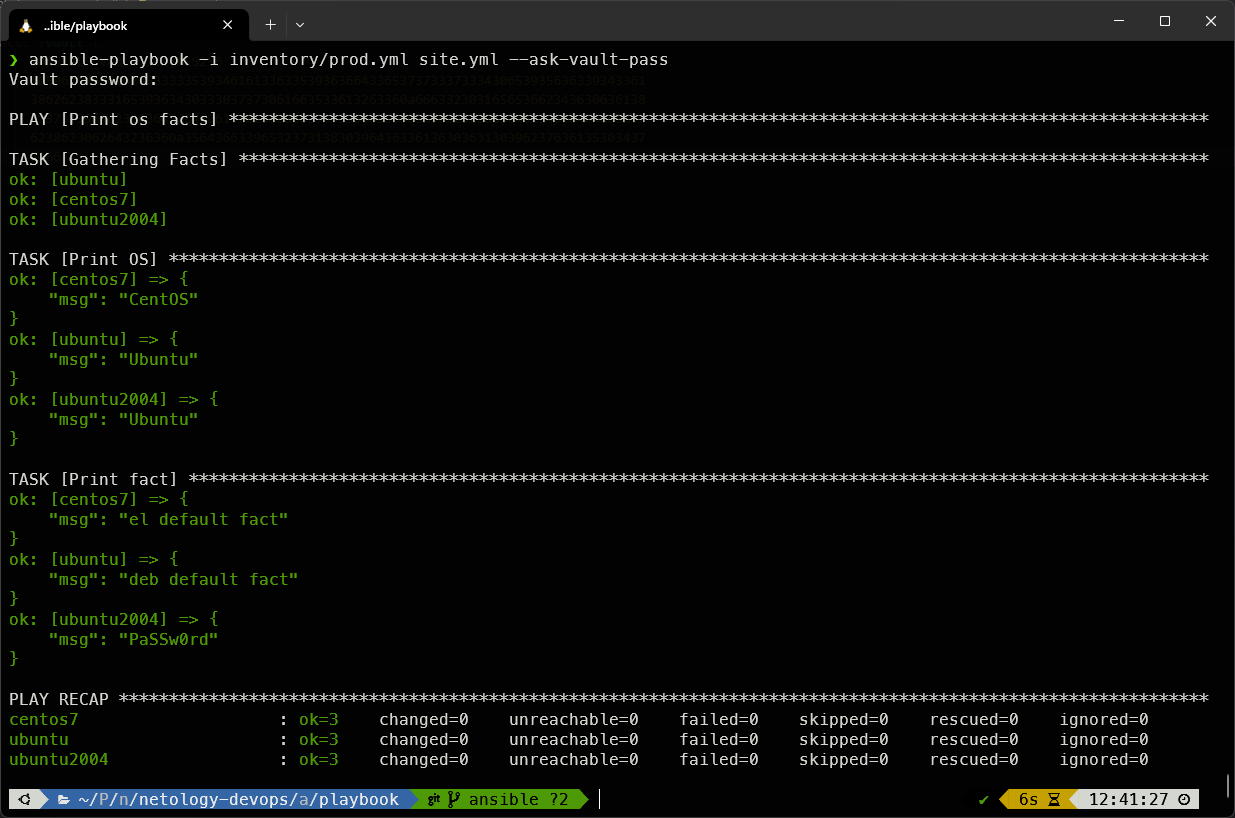 ..ible/playbook
❯ ansible-playbook -i inventory/prod.yml site.yml --ask-vault-pass
Vault password:
PLAY [Print os facts] **************************************************************************************************
TASK [Gathering Facts] *************************************************************************************************
ok: [ubuntu]
ok: [centos7]
ok: [ubuntu2004]
TASK [Print OS] ********************************************************************************************************
ok: [centos7] => {
    "msg": "CentOS"
}
ok: [ubuntu] => {
    "msg": "Ubuntu"
}
ok: [ubuntu2004] => {
    "msg": "Ubuntu"
}
TASK [Print fact] ******************************************************************************************************
ok: [centos7] => {
    "msg": "el default fact"
}
ok: [ubuntu] => {
    "msg": "deb default fact"
}
ok: [ubuntu2004] => {
    "msg": "PaSSw0rd"
}
PLAY RECAP *************************************************************************************************************
centos7                    : ok=3    changed=0    unreachable=0    failed=0    skipped=0    rescued=0    ignored=0
ubuntu                     : ok=3    changed=0    unreachable=0    failed=0    skipped=0    rescued=0    ignored=0
ubuntu2004                 : ok=3    changed=0    unreachable=0    failed=0    skipped=0    rescued=0    ignored=0
~/P/n/netology-devops/a/playbook git ansible ?2 ✔ 6s 12:41:27